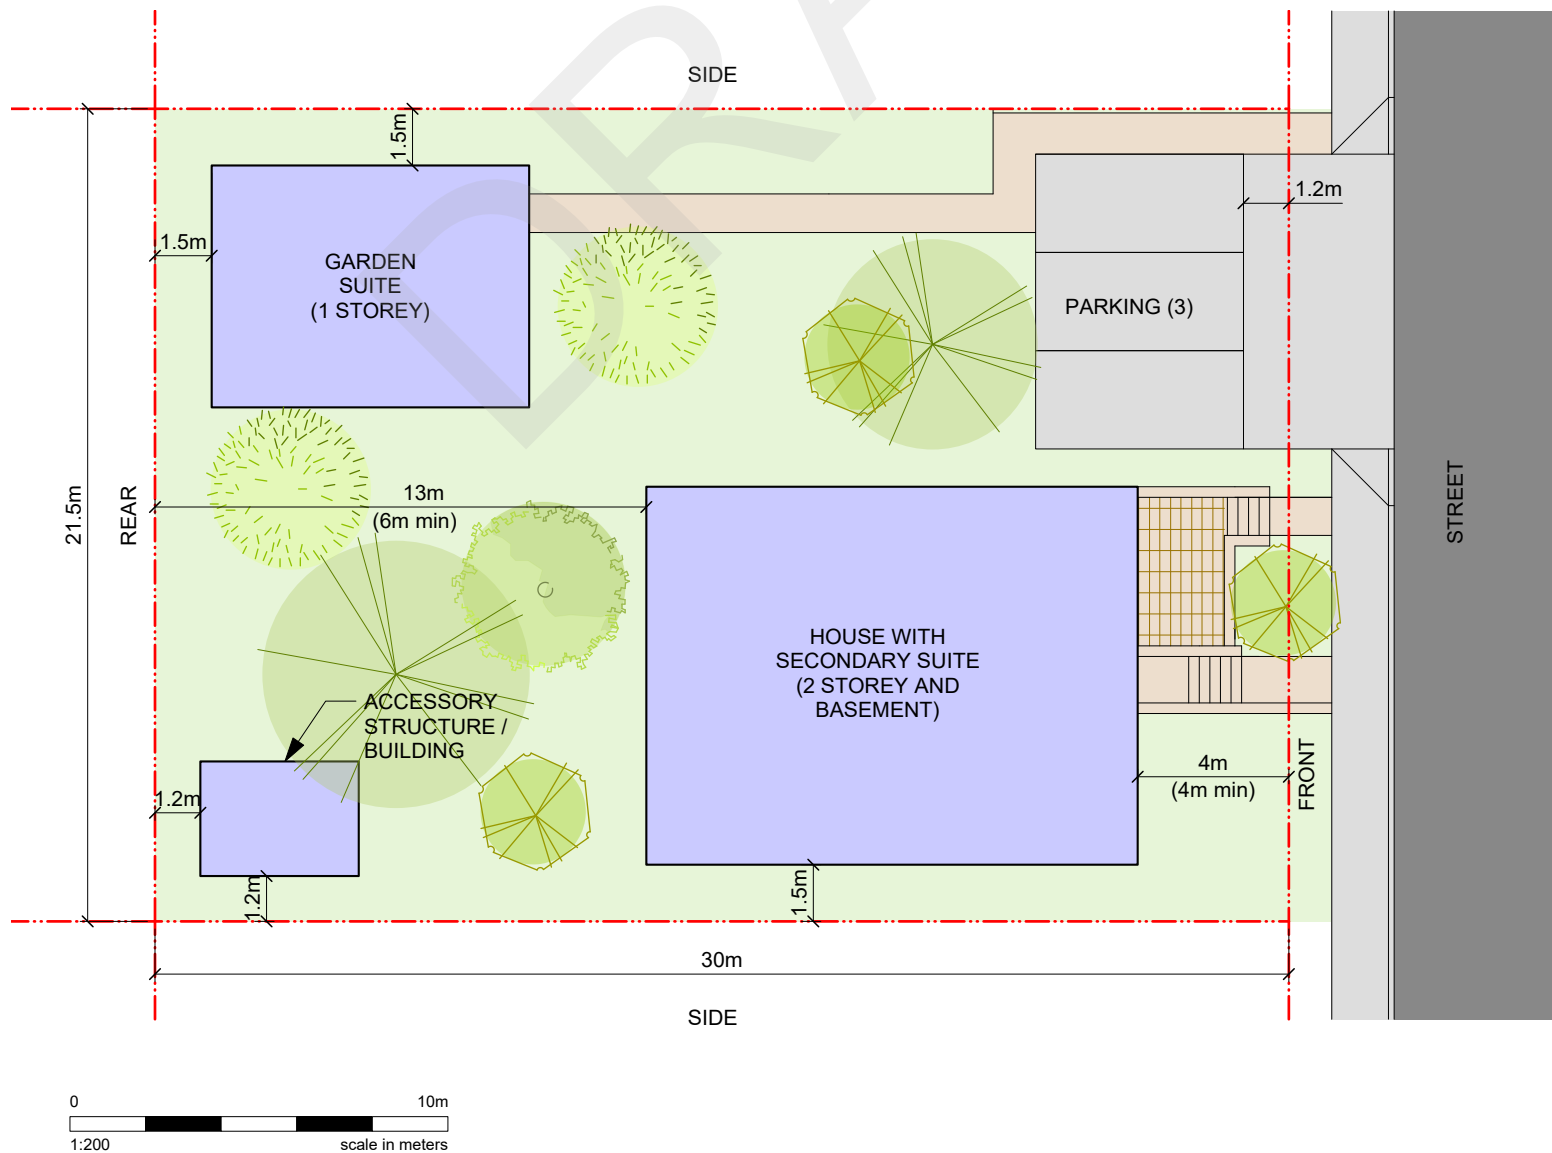 DRA
SIDE
1.5m
1.2m
1.5m
GARDEN
SUITE
(1 STOREY)
PARKING (3)
21.5m
REAR
13m
(6m min)
STREET
HOUSE WITH
SECONDARY SUITE
(2 STOREY AND
BASEMENT)
ACCESSORY
STRUCTURE /
BUILDING
4m
(4m min)
FRONT
1.2m
1.2m
1.5m
30m
SIDE
0 10m
1:200 scale in meters